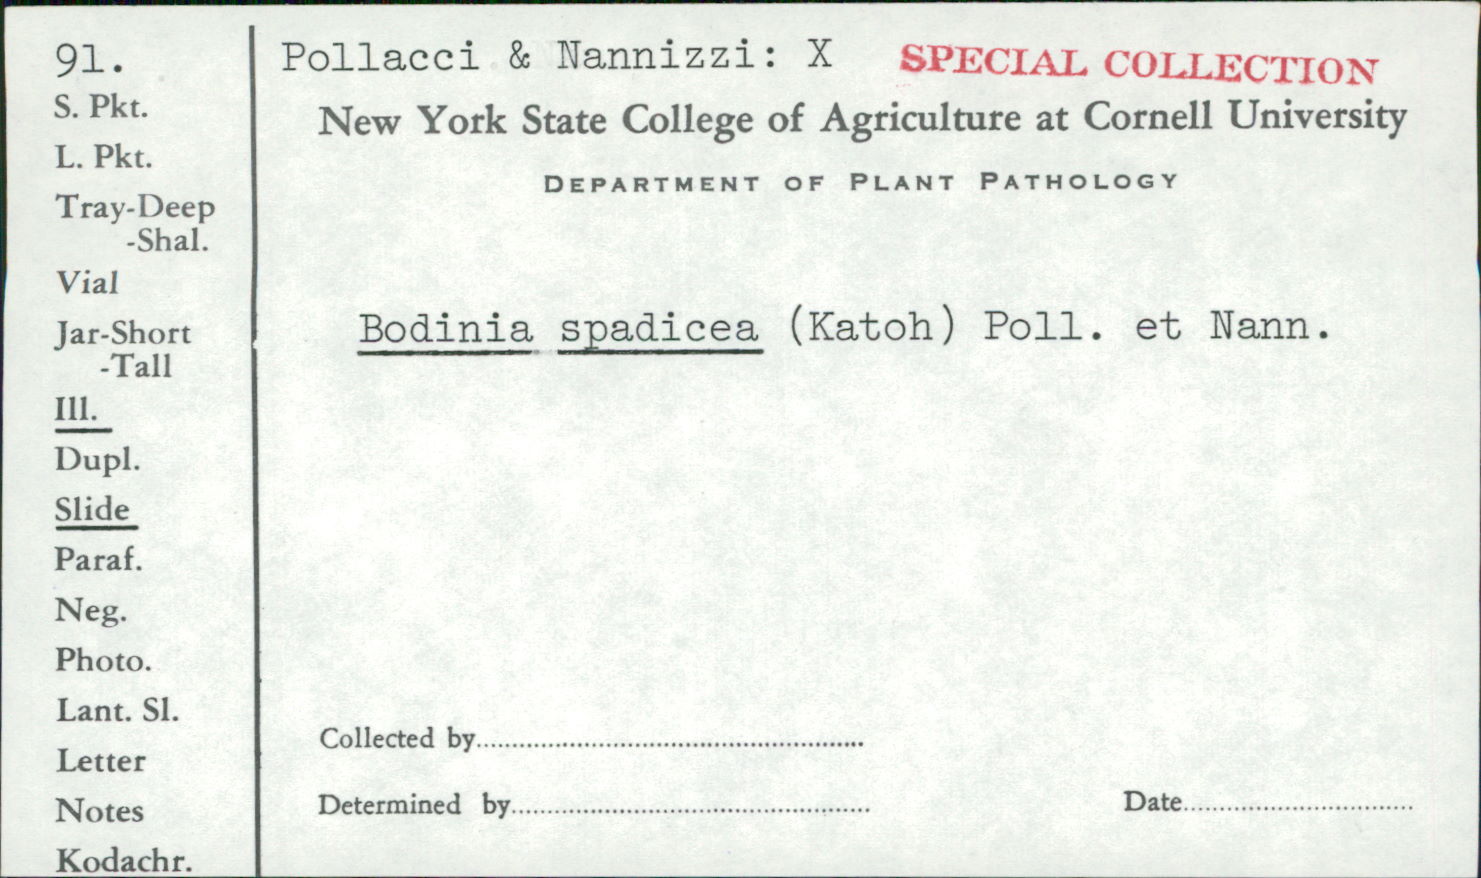 91.
S. Pkt.
L. Pkt.
Tray-Deep
-Shal.
Vial
Jar-Short
-Tall
Ill.
Dupl.
Slide
Paraf.
Neg.
Photo.
Lant. Sl.
Letter
Notes
Kodachr.
Pollacci & Nannizzi: X SPECIAL COLLECTION
New York State College of Agriculture at Cornell University
DEPARTMENT OF PLANT PATHOLOGY
Bodinia spadicea (Katoh) Poll. et Nann.
Collected by
Determined by Date